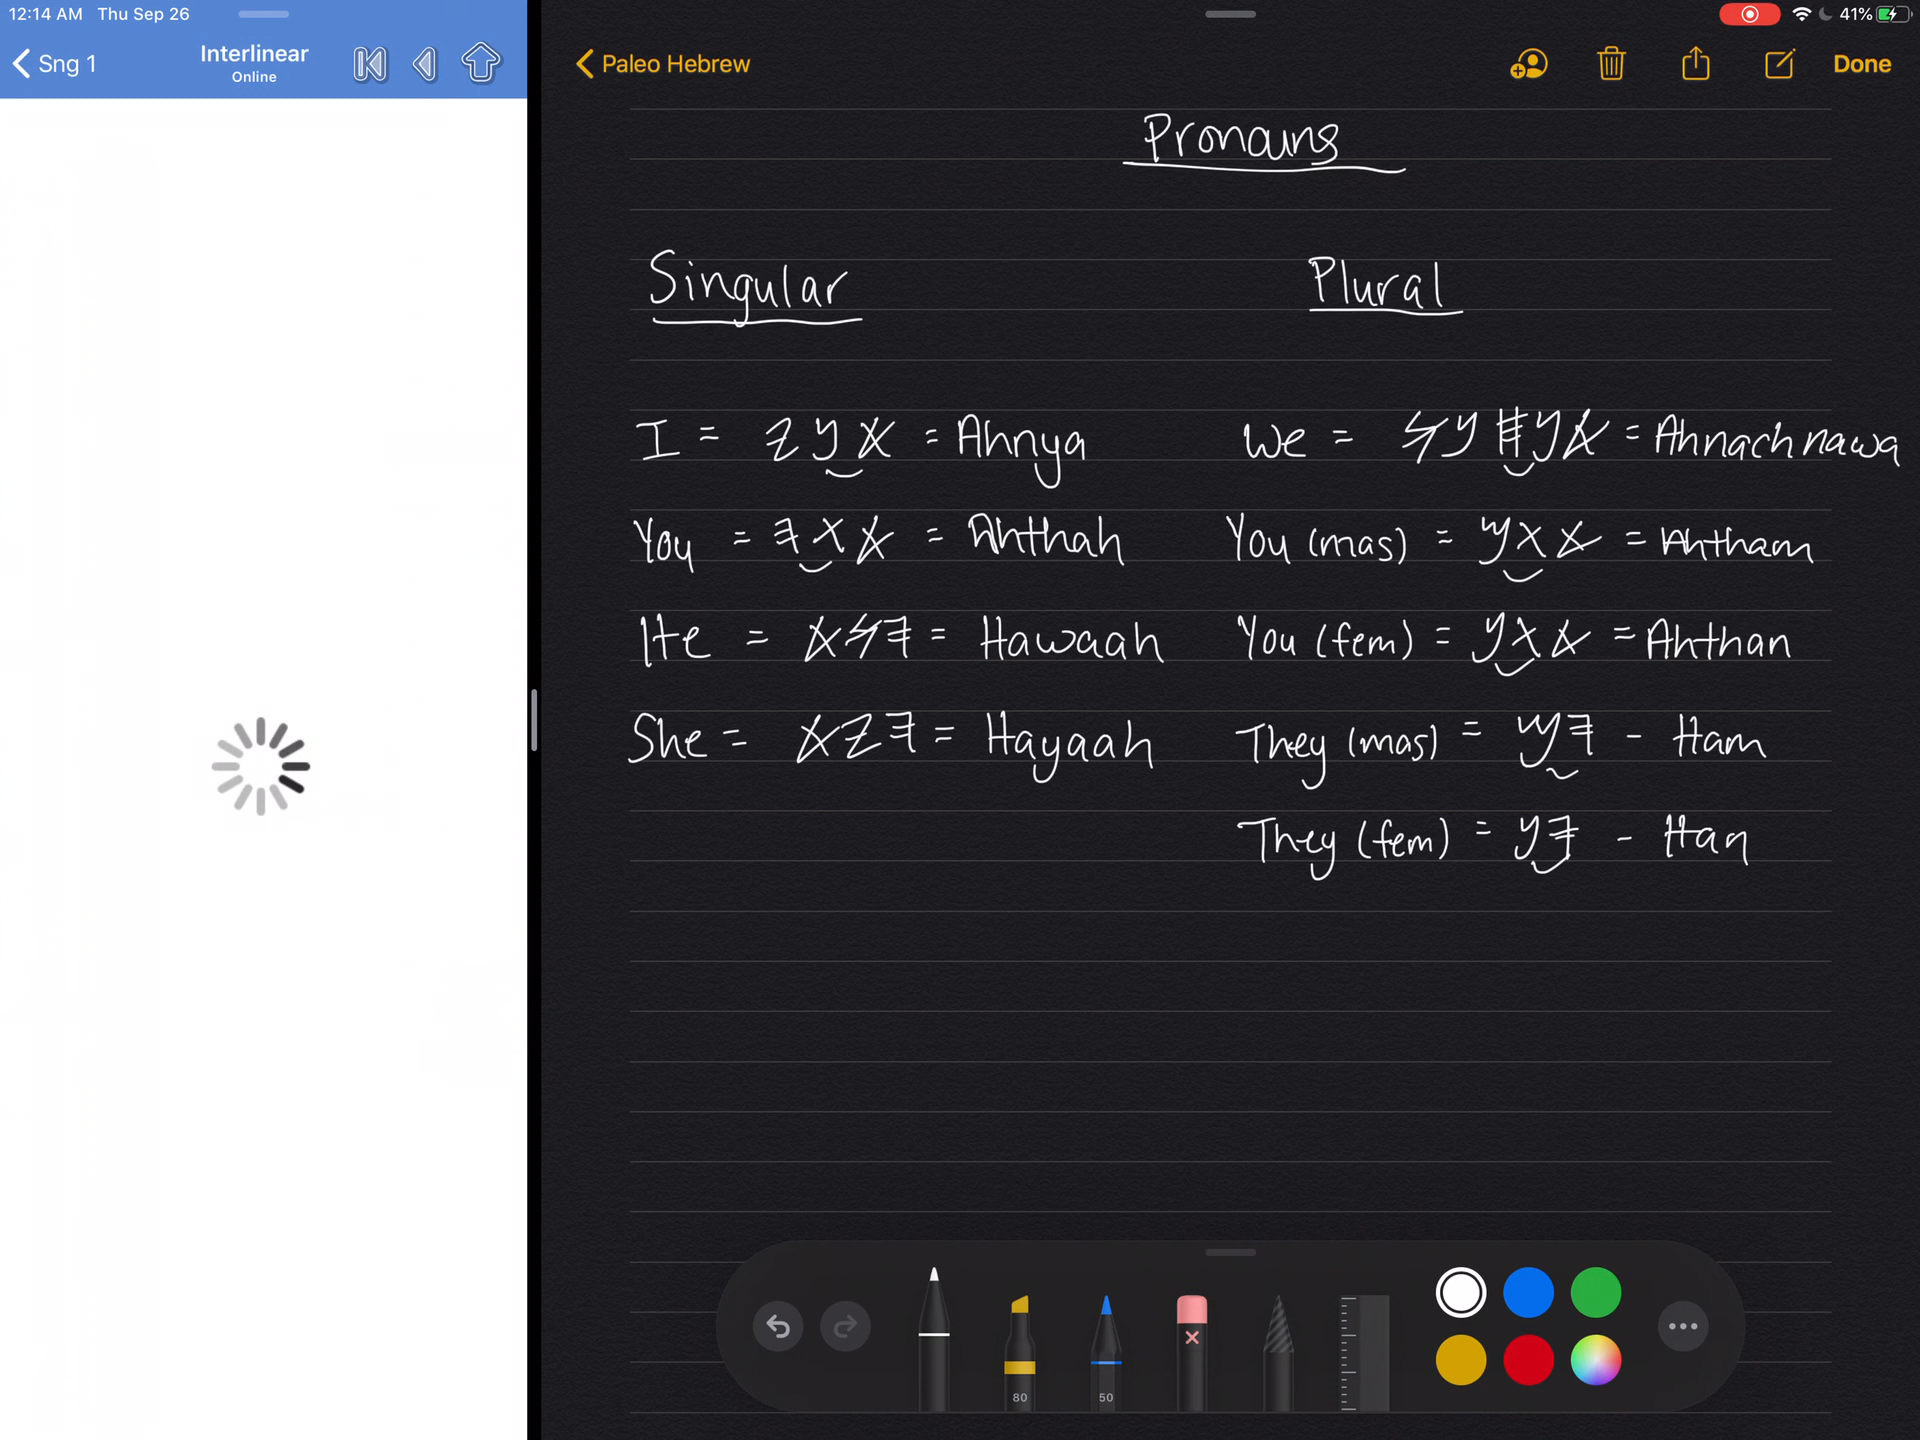 12:14 AM Thu Sep 26
41%
Sng 1
Interlinear
Online
Paleo Hebrew
Done
Pronouns
Singular
Plural
I = 𐤉𐤍𐤀 = Ahnya
We = 𐤅𐤍𐤇𐤍𐤀 = Ahnachnawa
You = 𐤄𐤕𐤀 = Ahthah
You (mas) = 𐤌𐤕𐤀 = Ahtham
He = 𐤀𐤅𐤄 = Hawaah
You (fem) = 𐤍𐤕𐤀 = Ahthan
She = 𐤀𐤉𐤄 = Hayaah
They (mas) = 𐤌𐤄 - Ham
They (fem) = 𐤍𐤄 - Han
80
50